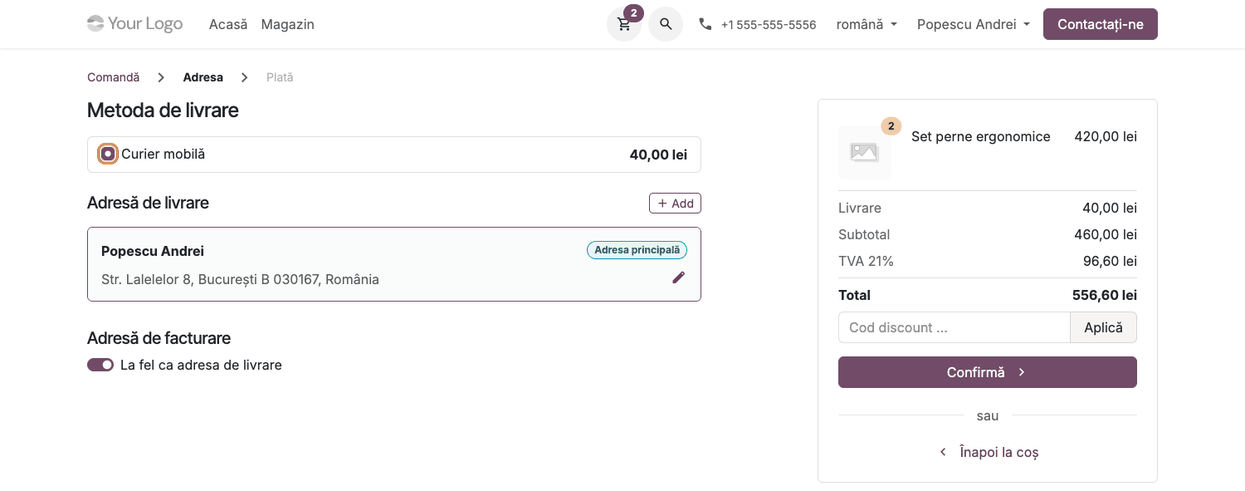 Your Logo Acasă Magazin 2 +1 555-555-5556 română Popescu Andrei Contactați-ne
Comandă Adresa Plată
Metoda de livrare
Curier mobilă 40,00 lei
Adresă de livrare + Add
Popescu Andrei Adresa principală
Str. Lalelelor 8, București B 030167, România
Adresă de facturare
La fel ca adresa de livrare
2
Set perne ergonomice 420,00 lei
Livrare 40,00 lei
Subtotal 460,00 lei
TVA 21% 96,60 lei
Total 556,60 lei
Cod discount ... Aplică
Confirmă
sau
Înapoi la coș